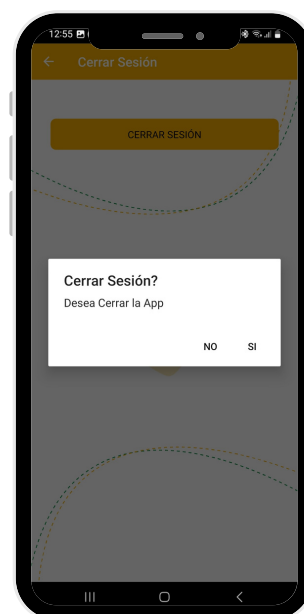 12:55
Cerrar Sesión
CERRAR SESIÓN
Cerrar Sesión?
Desea Cerrar la App
NO SI